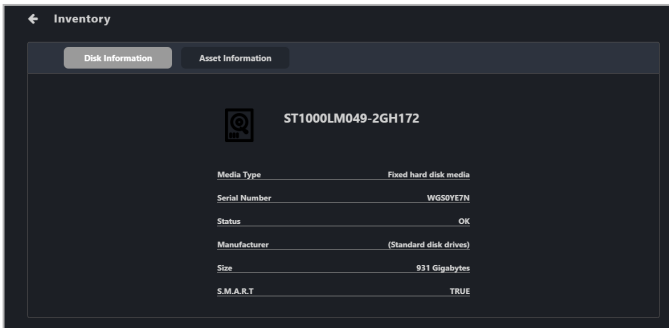 Inventory
Disk Information Asset Information
ST1000LM049-2GH172
Media Type Fixed hard disk media
Serial Number WGS0YE7N
Status OK
Manufacturer (Standard disk drives)
Size 931 Gigabytes
S.M.A.R.T TRUE